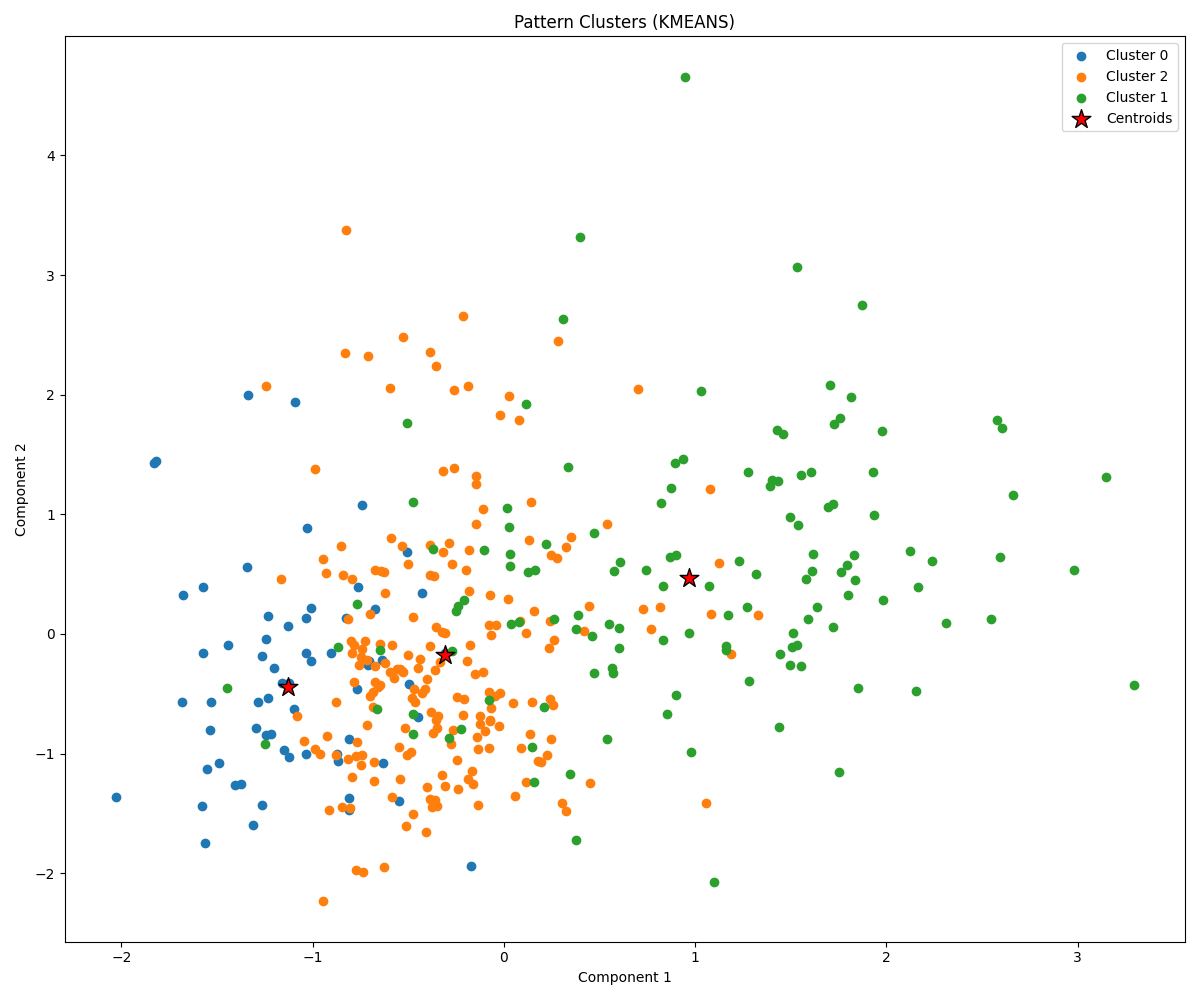 Pattern Clusters (KMEANS)
Cluster 0
Cluster 2
Cluster 1
Centroids
Component 2
4
3
2
1
0
−1
−2
−2
−1
0
1
2
3
Component 1